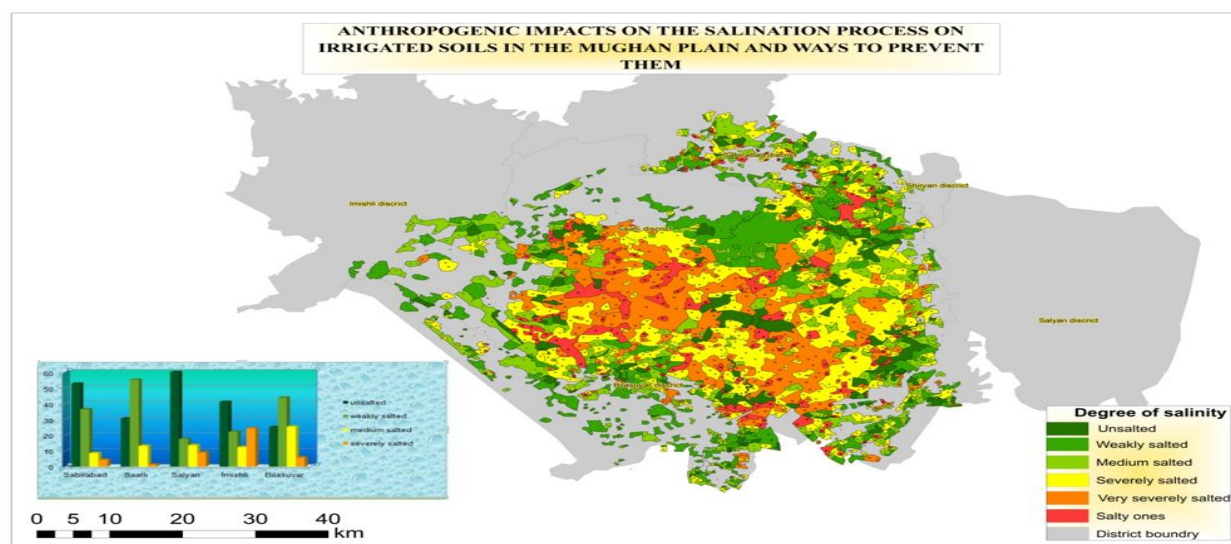 ANTHROPOGENIC IMPACTS ON THE SALINATION PROCESS ON
IRRIGATED SOILS IN THE MUGHAN PLAIN AND WAYS TO PREVENT
THEM
Shirvan discrict
Imishli discrict
Salyan discrict
60
50
40
30
20
10
0
unsalted
weakly salted
medium salted
severely salted
Sabirabad
Saatli
Salyan
Imishli
Bilasuvar
0 5 10 20 30 40
km
Degree of salinity
Unsalted
Weakly salted
Medium salted
Severely salted
Very severely salted
Salty ones
District boundry